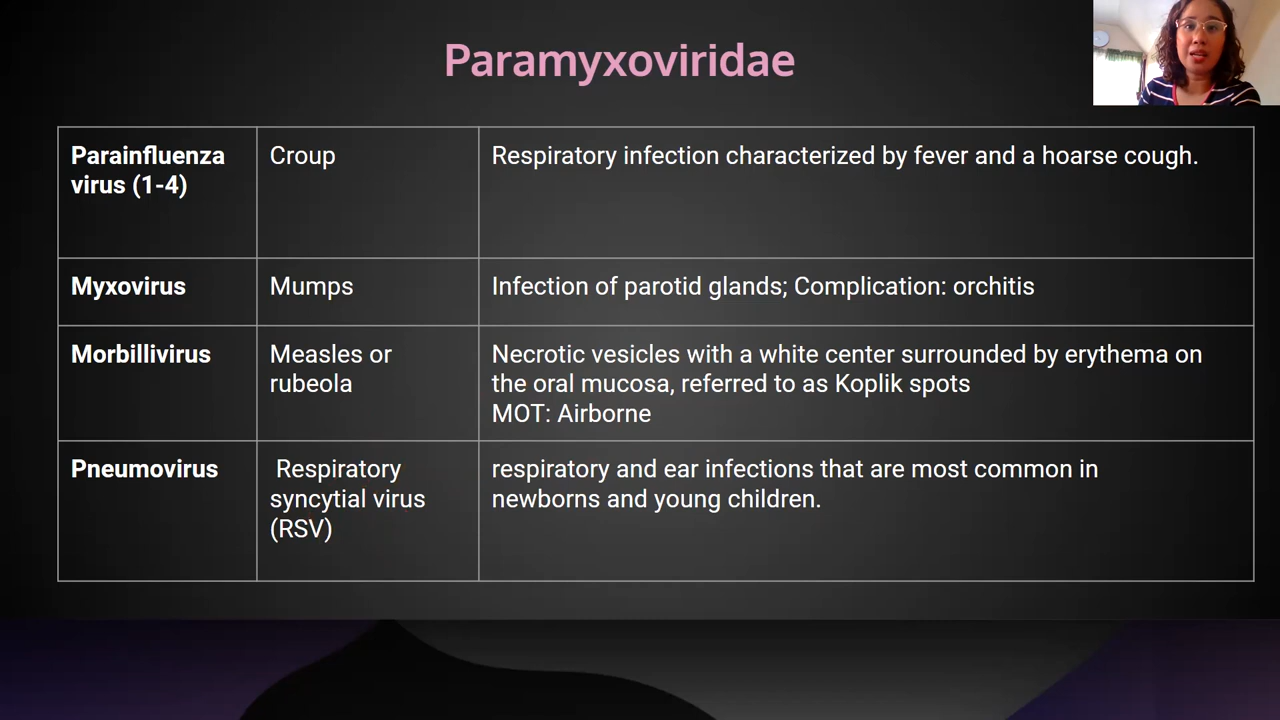 Paramyxoviridae
Parainfluenza
virus (1-4)
Croup
Respiratory infection characterized by fever and a hoarse cough.
Myxovirus
Mumps
Infection of parotid glands; Complication: orchitis
Morbillivirus
Measles or
rubeola
Necrotic vesicles with a white center surrounded by erythema on
the oral mucosa, referred to as Koplik spots
MOT: Airborne
Pneumovirus
Respiratory
syncytial virus
(RSV)
respiratory and ear infections that are most common in
newborns and young children.